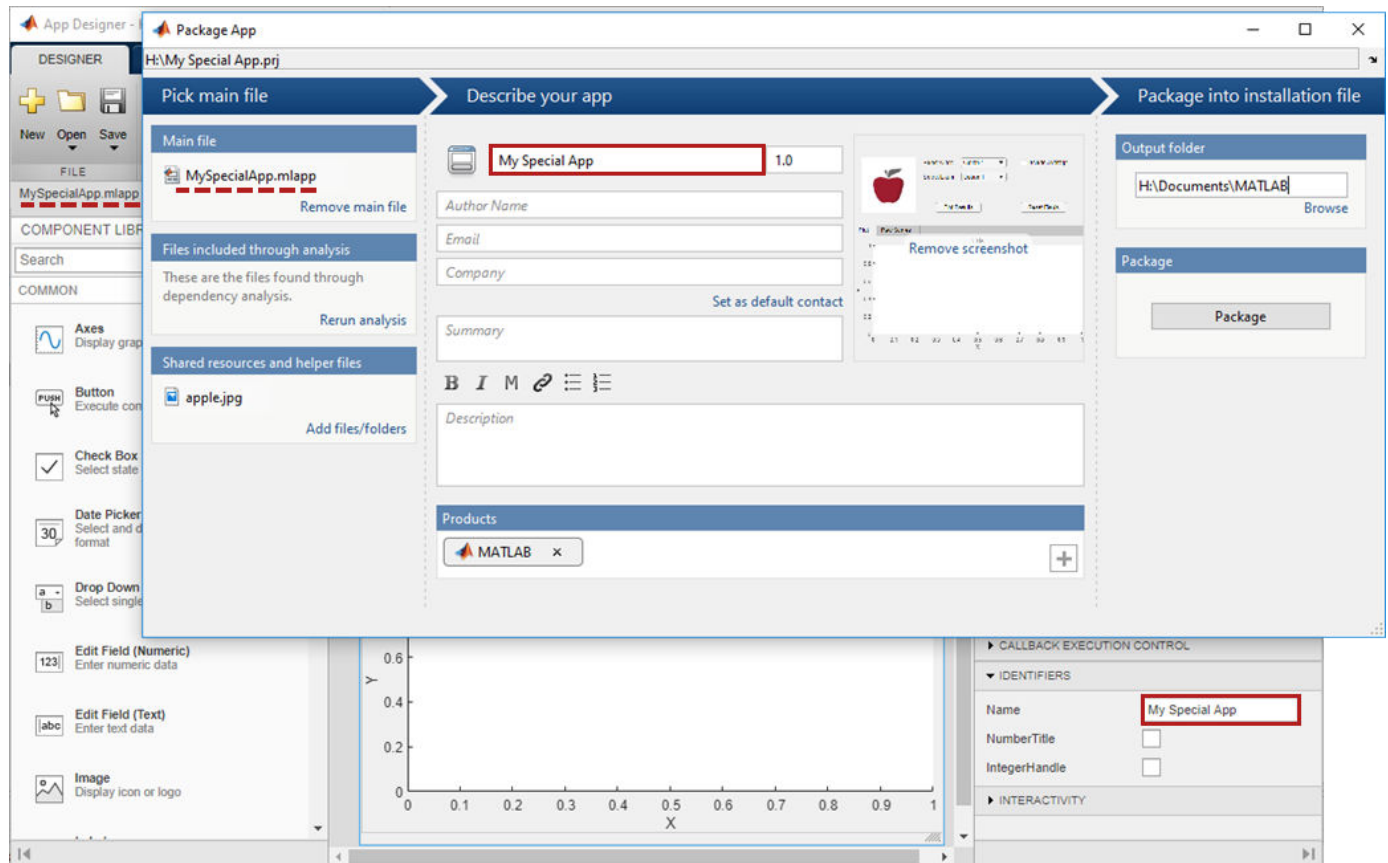 App Designer -
Package App
DESIGNER
H:\My Special App.prj
Pick main file
Describe your app
Package into installation file
New Open Save
FILE
MySpecialApp.mlapp
COMPONENT LIBR
Search
COMMON
Axes
Display grap
Button
PUSH
Execute con
Check Box
Select state
Date Picker
30
Select and d
format
Drop Down
a
b
Select single
Edit Field (Numeric)
123
Enter numeric data
Edit Field (Text)
abc
Enter text data
Image
Display icon or logo
Main file
MySpecialApp.mlapp
Remove main file
Files included through analysis
These are the files found through
dependency analysis.
Rerun analysis
Shared resources and helper files
apple.jpg
Add files/folders
My Special App
1.0
Author Name
Email
Company
Set as default contact
Summary
B I M
Description
Remove screenshot
Products
MATLAB
Output folder
H:\Documents\MATLAB
Browse
Package
Package
0.6
Y
0.4
0.2
0
0 0.1 0.2 0.3 0.4 0.5 0.6 0.7 0.8 0.9 1
X
CALLBACK EXECUTION CONTROL
IDENTIFIERS
Name My Special App
NumberTitle
IntegerHandle
INTERACTIVITY